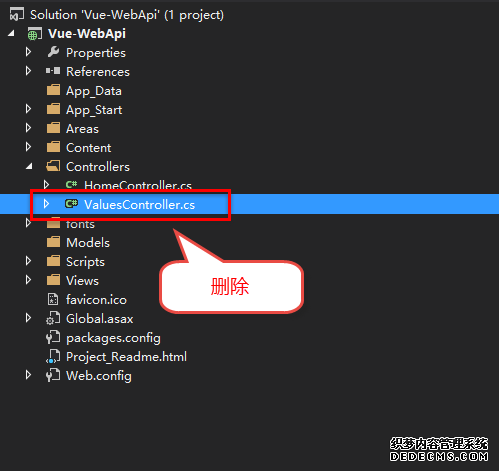 Solution 'Vue-WebApi' (1 project)
Vue-WebApi
Properties
References
App_Data
App_Start
Areas
Content
Controllers
C# HomeController.cs
C# ValuesController.cs
fonts
Models
Scripts
删除
Views
favicon.ico
Global.asax
packages.config
Project_Readme.html
Web.config
织梦内容管理系统
DEDECMS.COM